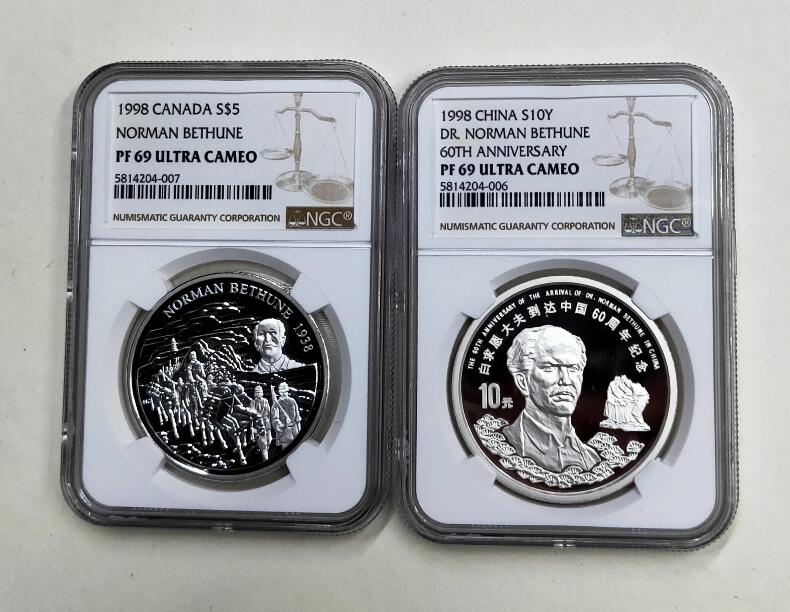 1998 CANADA S$5
NORMAN BETHUNE
PF 69 ULTRA CAMEO
5814204-007
NUMISMATIC GUARANTY CORPORATION
NGC®
NORMAN BETHUNE 1938
1998 CHINA S10Y
DR. NORMAN BETHUNE
60TH ANNIVERSARY
PF 69 ULTRA CAMEO
5814204-006
NUMISMATIC GUARANTY CORPORATION
NGC®
THE 60TH ANNIVERSARY OF THE ARRIVAL OF DR. NORMAN BETHUNE IN CHINA
白求恩大夫到达中国60周年纪念
10元